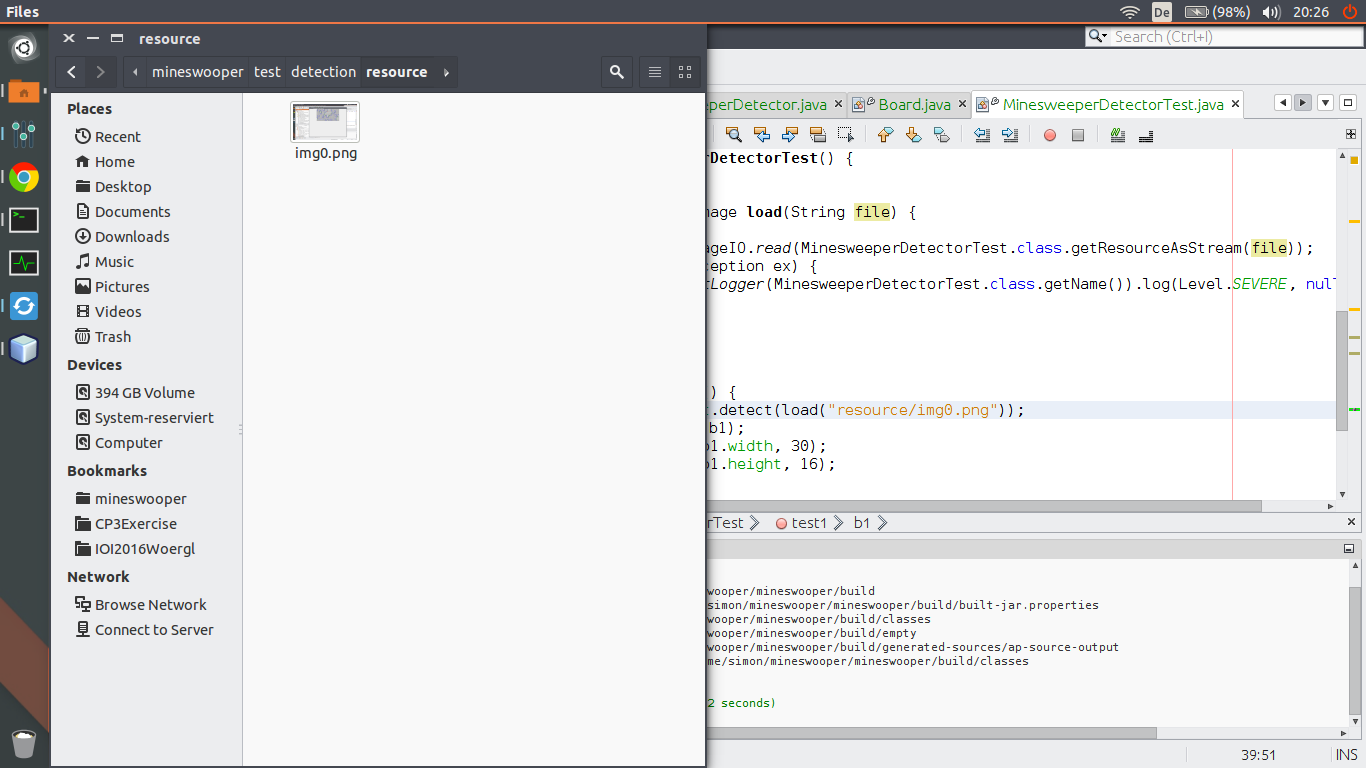 Files
De
(98%)
20:26
resource
mineswooper
test
detection
resource
Places
Recent
Home
Desktop
Documents
Downloads
Music
Pictures
Videos
Trash
Devices
394 GB Volume
System-reserviert
Computer
Bookmarks
mineswooper
CP3Exercise
IOI2016Woergl
Network
Browse Network
Connect to Server
img0.png
Search (Ctrl+I)
perDetector.java
Board.java
MinesweeperDetectorTest.java
rDetectorTest() {
mage load(String file) {
ageIO.read(MinesweeperDetectorTest.class.getResourceAsStream(file));
ception ex) {
tLogger(MinesweeperDetectorTest.class.getName()).log(Level.SEVERE, null
) {
.detect(load("resource/img0.png"));
b1);
b1.width, 30);
b1.height, 16);
rTest
test1
b1
wooper/mineswooper/build
simon/mineswooper/mineswooper/build/built-jar.properties
wooper/mineswooper/build/classes
wooper/mineswooper/build/empty
wooper/mineswooper/build/generated-sources/ap-source-output
me/simon/mineswooper/mineswooper/build/classes
2 seconds)
39:51
INS